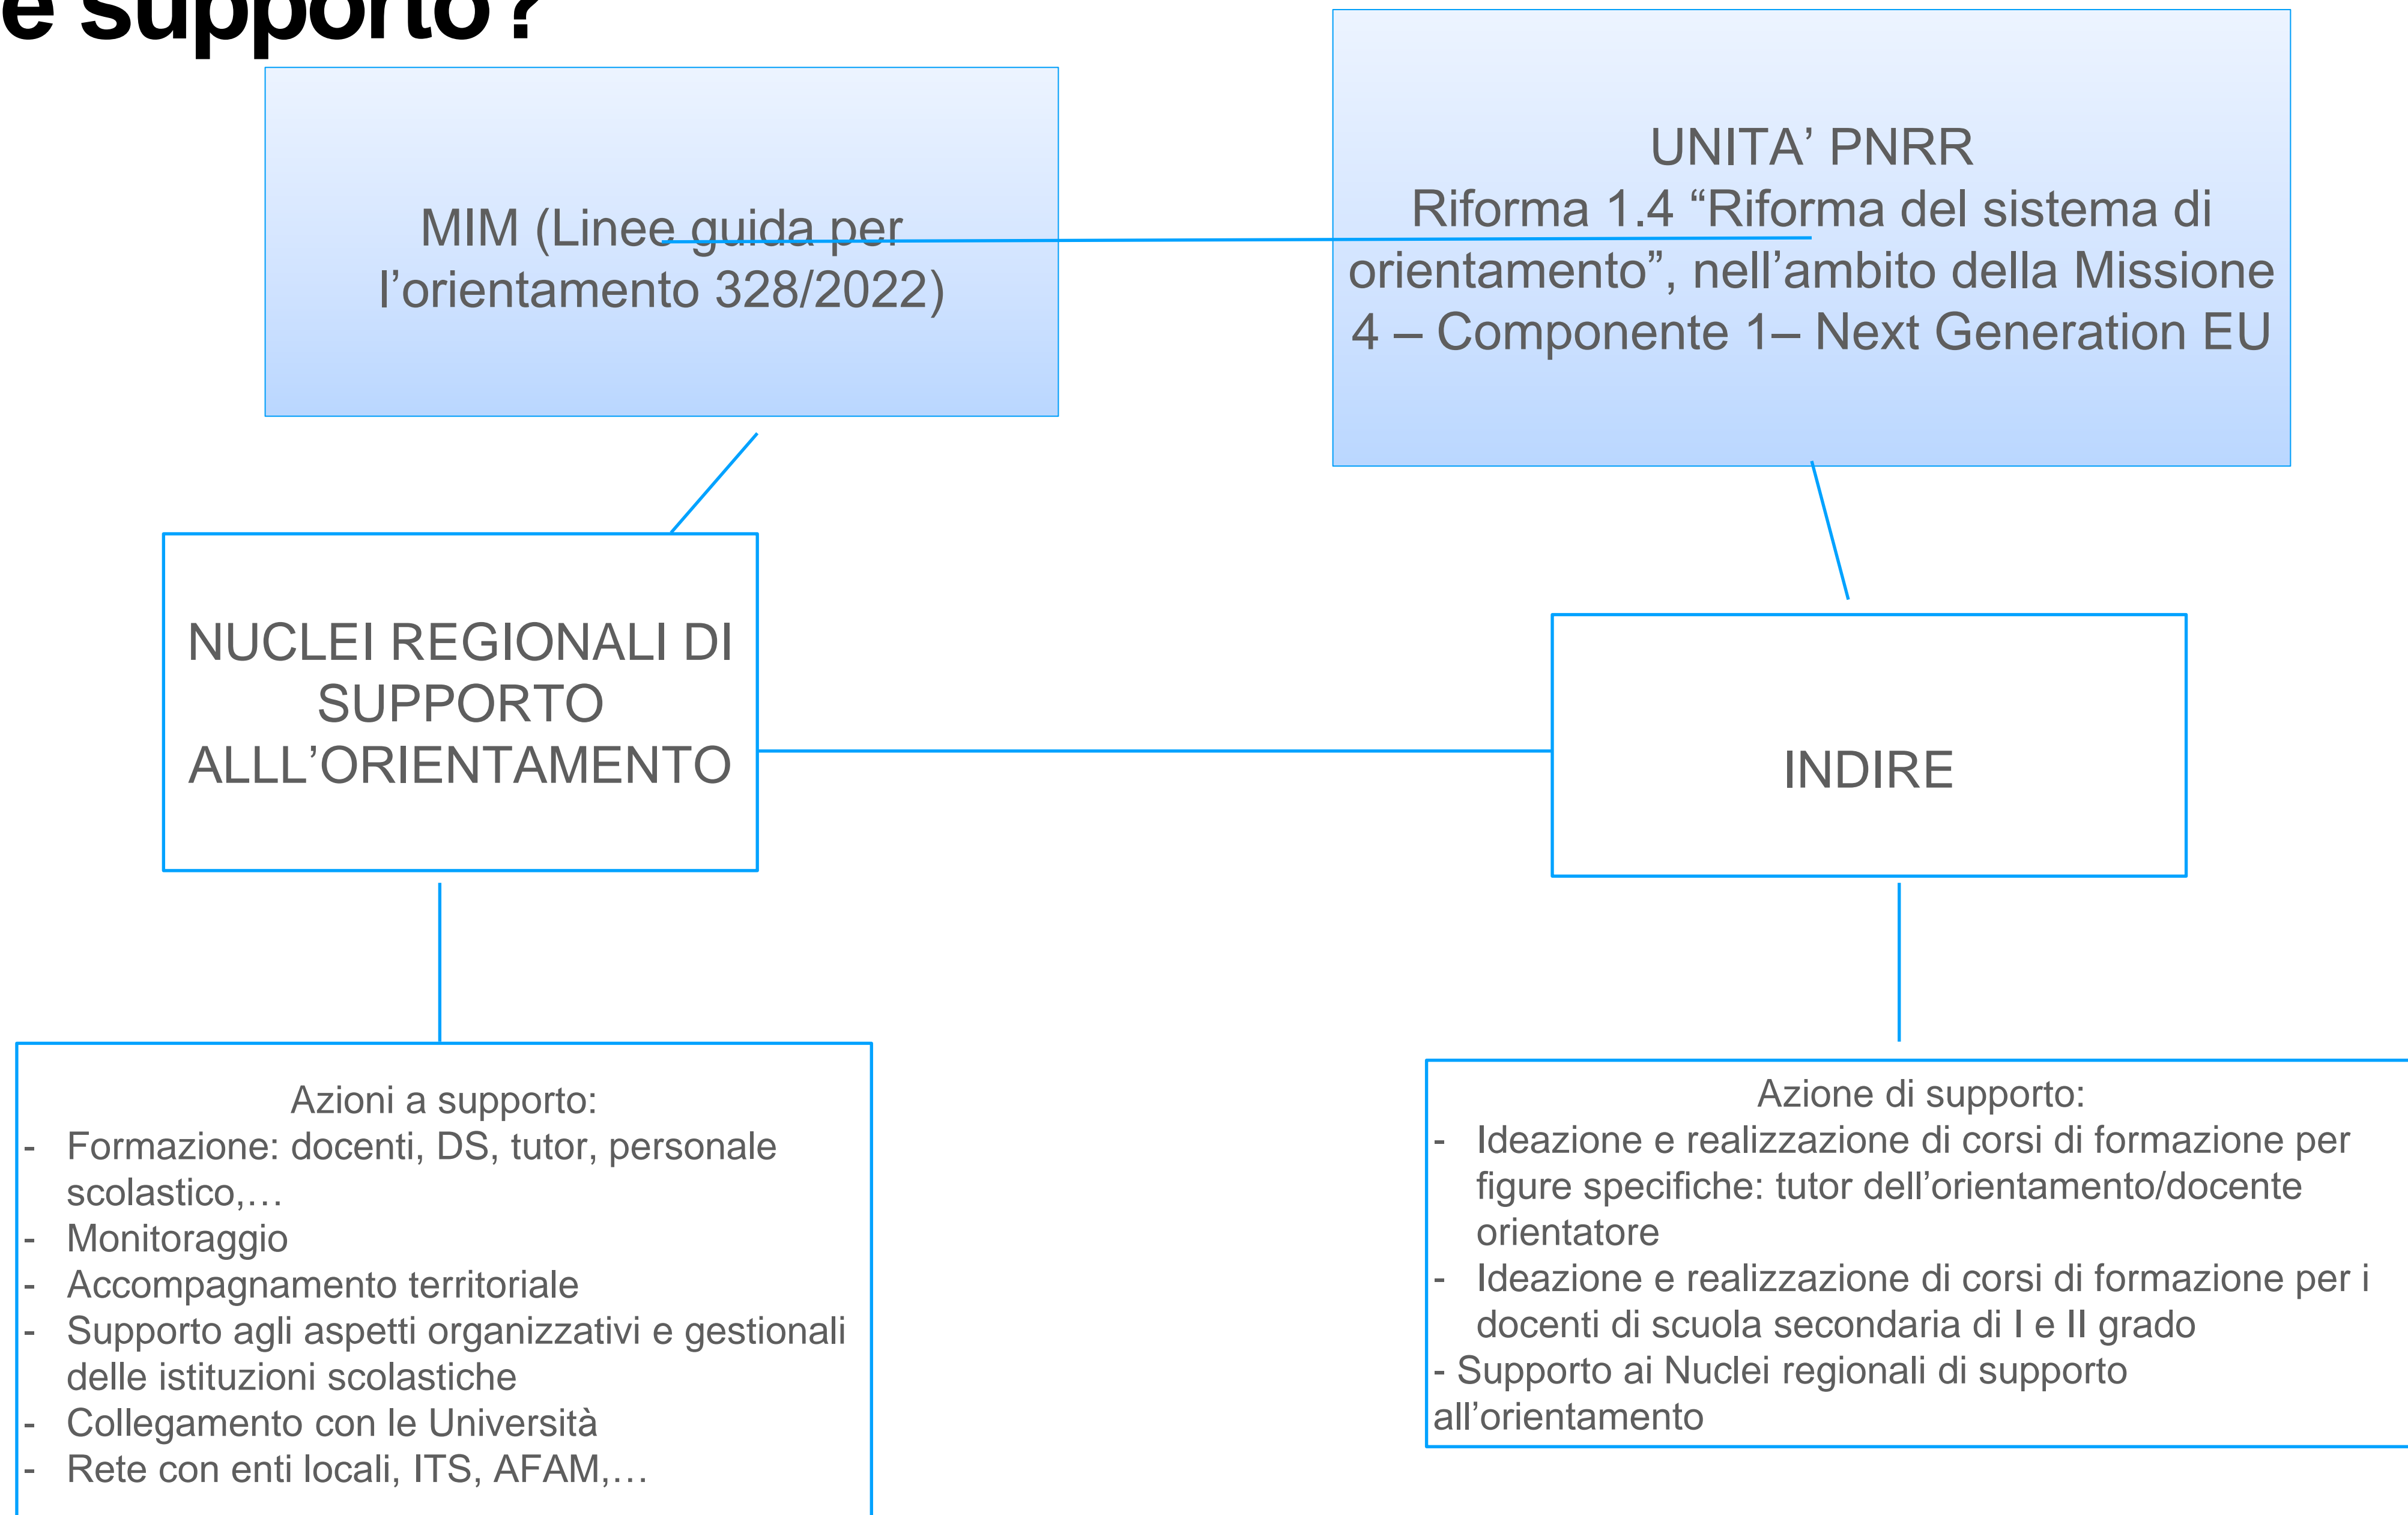 e supporto?
MIM (Linee guida per
l’orientamento 328/2022)
UNITA’ PNRR
Riforma 1.4 “Riforma del sistema di
orientamento”, nell’ambito della Missione
4 – Componente 1– Next Generation EU
NUCLEI REGIONALI DI
SUPPORTO
ALLL’ORIENTAMENTO
INDIRE
Azioni a supporto:
- Formazione: docenti, DS, tutor, personale
scolastico,…
- Monitoraggio
- Accompagnamento territoriale
- Supporto agli aspetti organizzativi e gestionali
delle istituzioni scolastiche
- Collegamento con le Università
- Rete con enti locali, ITS, AFAM,…
Azione di supporto:
- Ideazione e realizzazione di corsi di formazione per
figure specifiche: tutor dell’orientamento/docente
orientatore
- Ideazione e realizzazione di corsi di formazione per i
docenti di scuola secondaria di I e II grado
- Supporto ai Nuclei regionali di supporto
all’orientamento